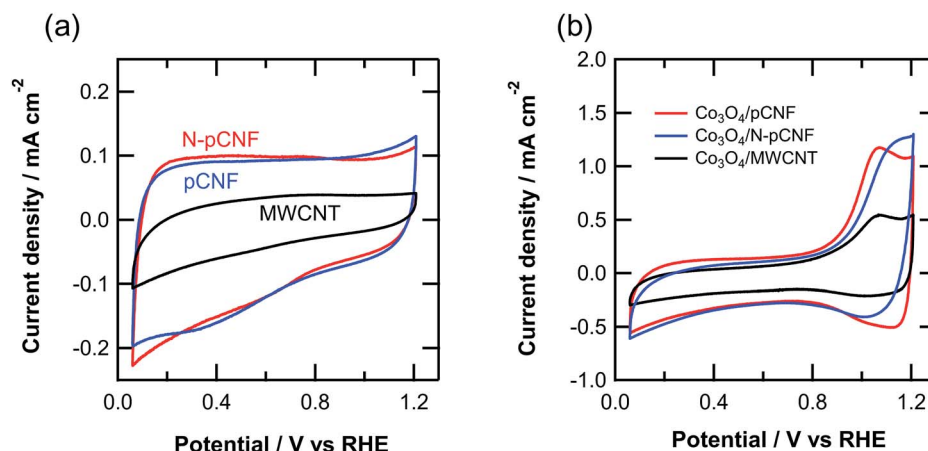 (a)
0.2
0.1
0.0
-0.1
-0.2
Current density / mA cm⁻²
N-pCNF
pCNF
MWCNT
0.0 0.4 0.8 1.2
Potential / V vs RHE
(b)
2.0
1.5
1.0
0.5
0.0
-0.5
-1.0
Current density / mA cm⁻²
Co₃O₄/pCNF
Co₃O₄/N-pCNF
Co₃O₄/MWCNT
0.0 0.4 0.8 1.2
Potential / V vs RHE